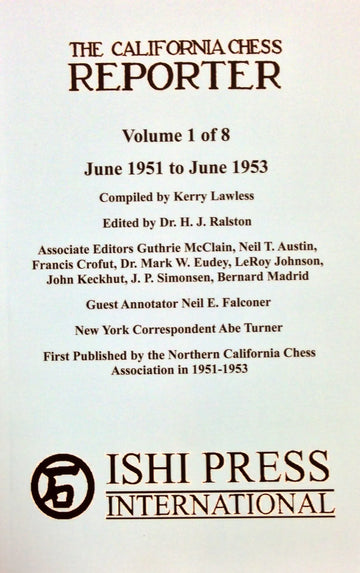 THE CALIFORNIA CHESS
REPORTER
Volume 1 of 8
June 1951 to June 1953
Compiled by Kerry Lawless
Edited by Dr. H. J. Ralston
Associate Editors Guthrie McClain, Neil T. Austin,
Francis Crofut, Dr. Mark W. Eudey, LeRoy Johnson,
John Keckhut, J. P. Simonsen, Bernard Madrid
Guest Annotator Neil E. Falconer
New York Correspondent Abe Turner
First Published by the Northern California Chess
Association in 1951-1953
石 ISHI PRESS
INTERNATIONAL